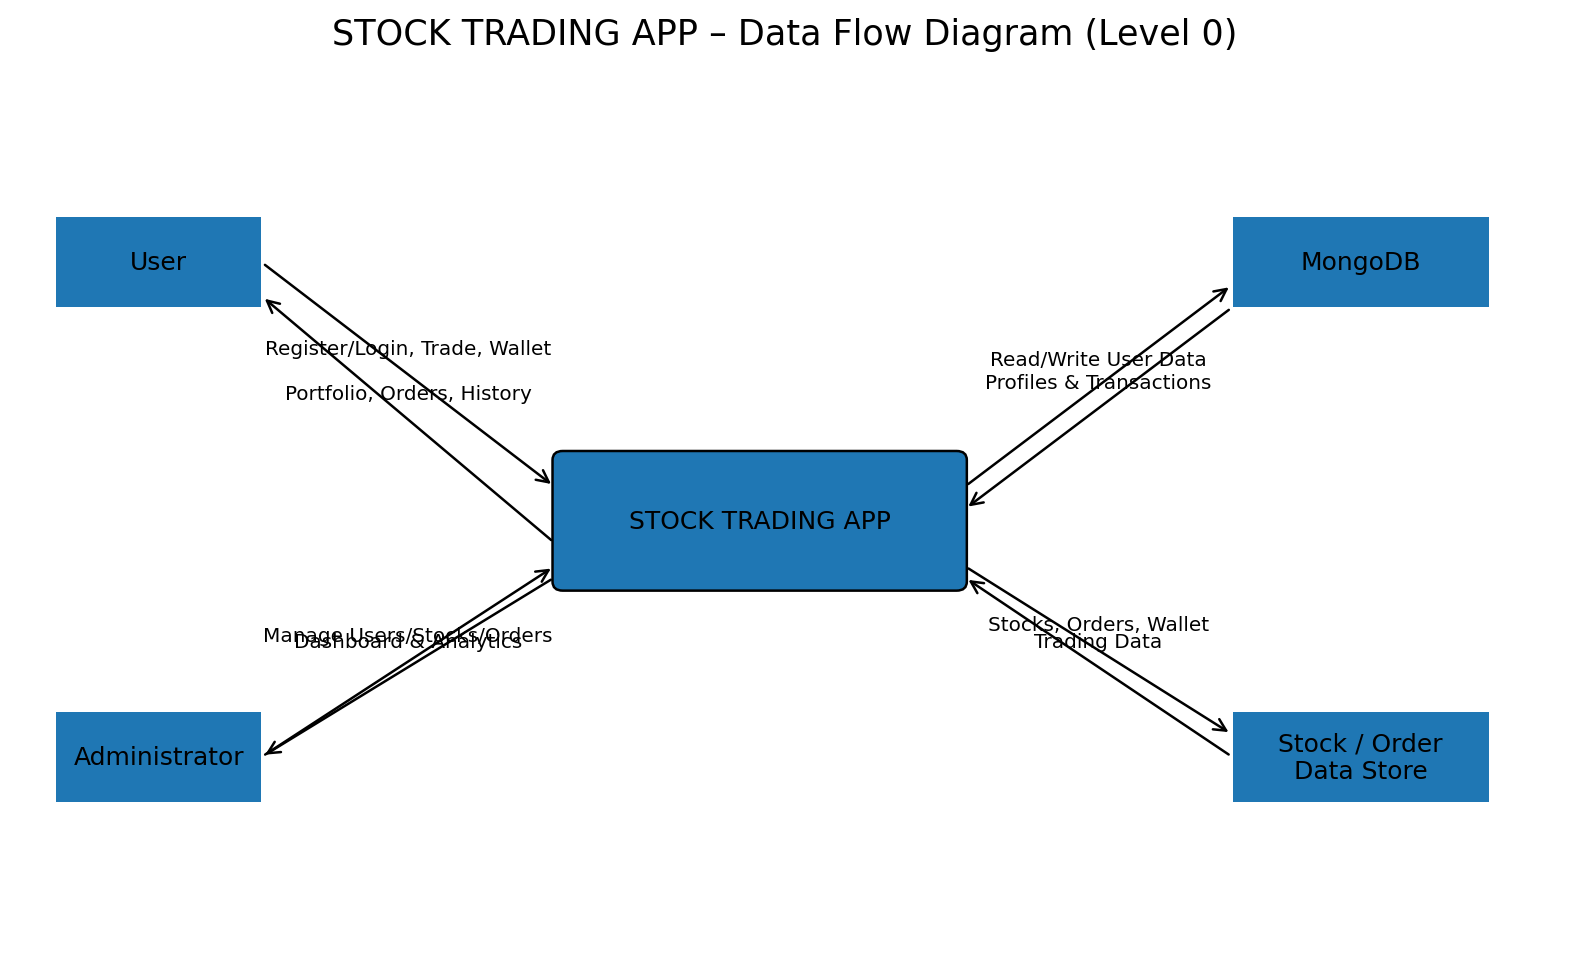 STOCK TRADING APP – Data Flow Diagram (Level 0)
User
MongoDB
Register/Login, Trade, Wallet
Portfolio, Orders, History
Read/Write User Data
Profiles & Transactions
STOCK TRADING APP
Manage Users/Stocks/Orders
Dashboard & Analytics
Stocks, Orders, Wallet
Trading Data
Administrator
Stock / Order
Data Store